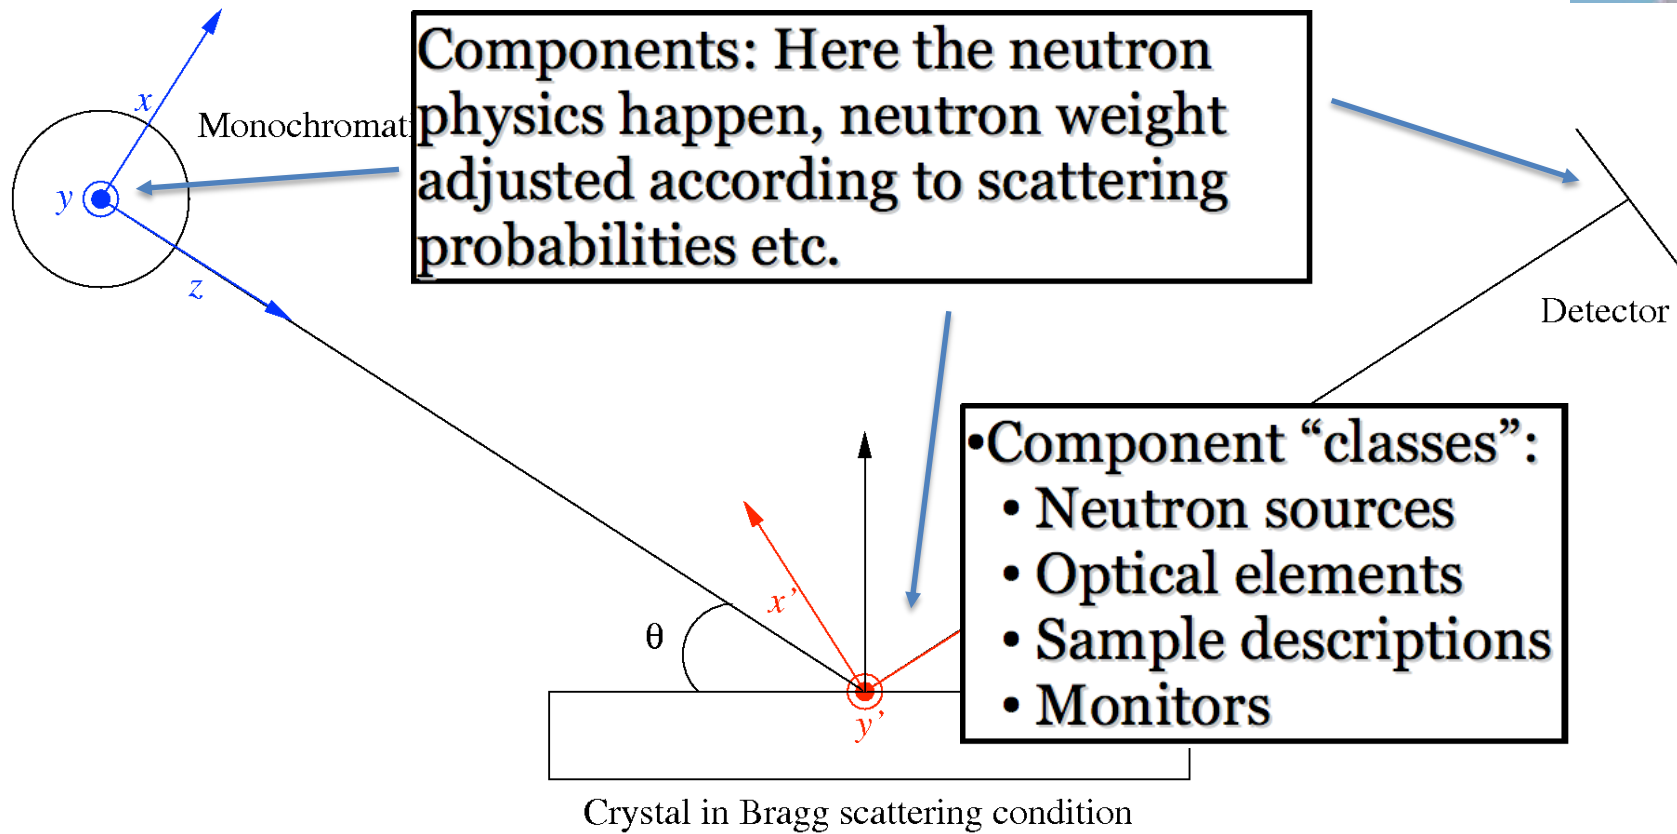 Components: Here the neutron
physics happen, neutron weight
adjusted according to scattering
probabilities etc.
x
y
z
Detector
•Component “classes”:
• Neutron sources
• Optical elements
• Sample descriptions
• Monitors
θ
x’
y’
Crystal in Bragg scattering condition